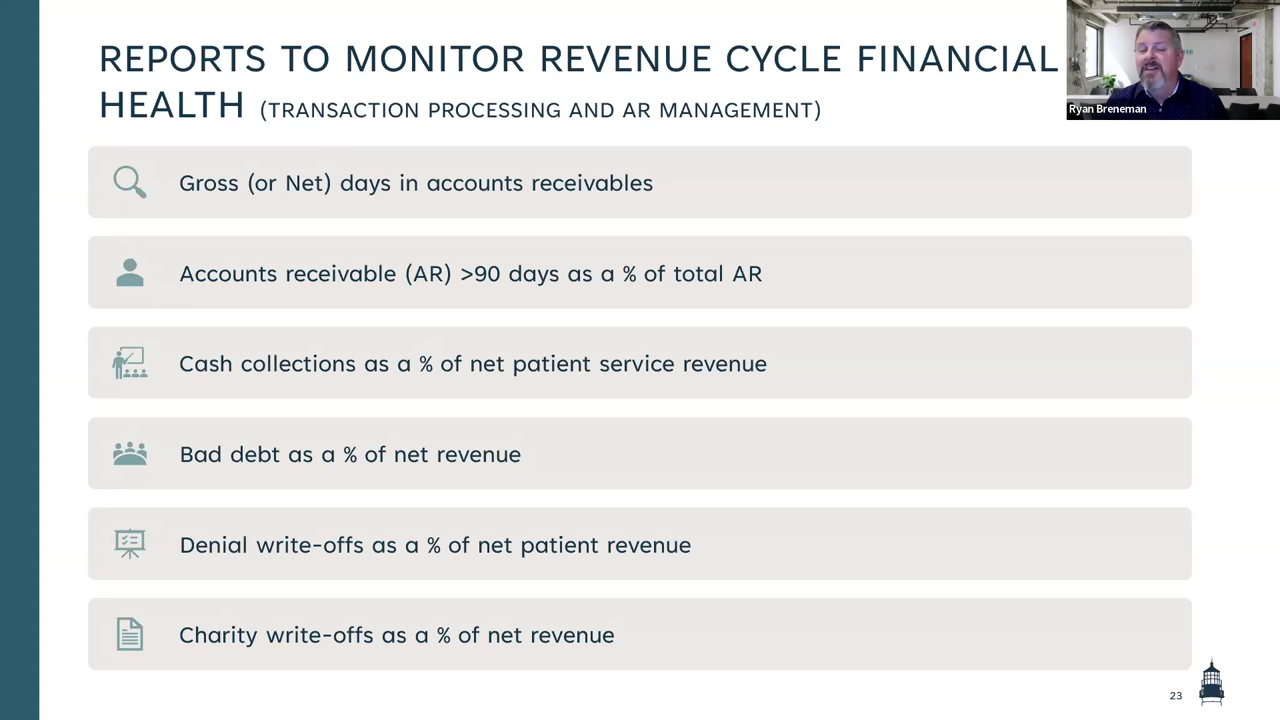 REPORTS TO MONITOR REVENUE CYCLE FINANCIAL
HEALTH (TRANSACTION PROCESSING AND AR MANAGEMENT)
Ryan Breneman
Gross (or Net) days in accounts receivables
Accounts receivable (AR) >90 days as a % of total AR
Cash collections as a % of net patient service revenue
Bad debt as a % of net revenue
Denial write-offs as a % of net patient revenue
Charity write-offs as a % of net revenue
23